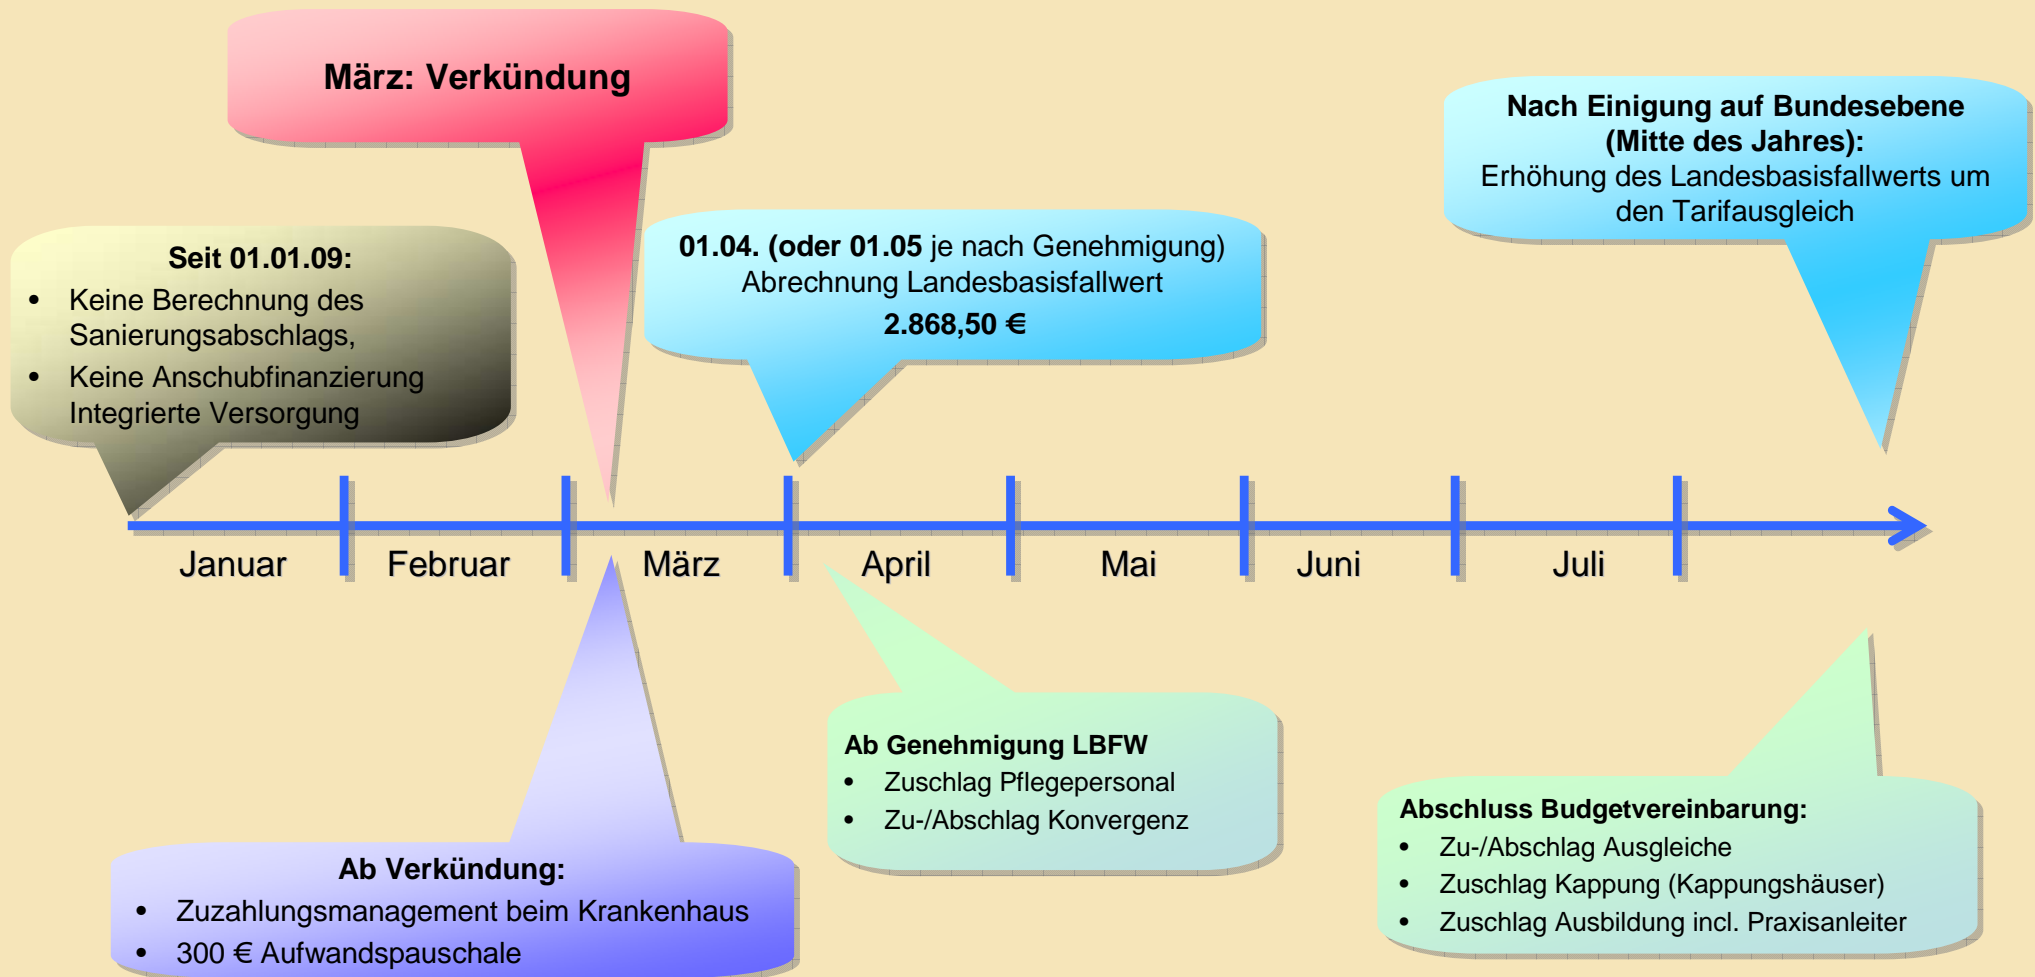 März: Verkündung
Nach Einigung auf Bundesebene
(Mitte des Jahres):
Erhöhung des Landesbasisfallwerts um
den Tarifausgleich
01.04. (oder 01.05 je nach Genehmigung)
Abrechnung Landesbasisfallwert
2.868,50 €
Seit 01.01.09:
• Keine Berechnung des
Sanierungsabschlags,
• Keine Anschubfinanzierung
Integrierte Versorgung
Januar Februar März April Mai Juni Juli
Ab Genehmigung LBFW
• Zuschlag Pflegepersonal
• Zu-/Abschlag Konvergenz
Abschluss Budgetvereinbarung:
• Zu-/Abschlag Ausgleiche
• Zuschlag Kappung (Kappungshäuser)
• Zuschlag Ausbildung incl. Praxisanleiter
Ab Verkündung:
• Zuzahlungsmanagement beim Krankenhaus
• 300 € Aufwandspauschale